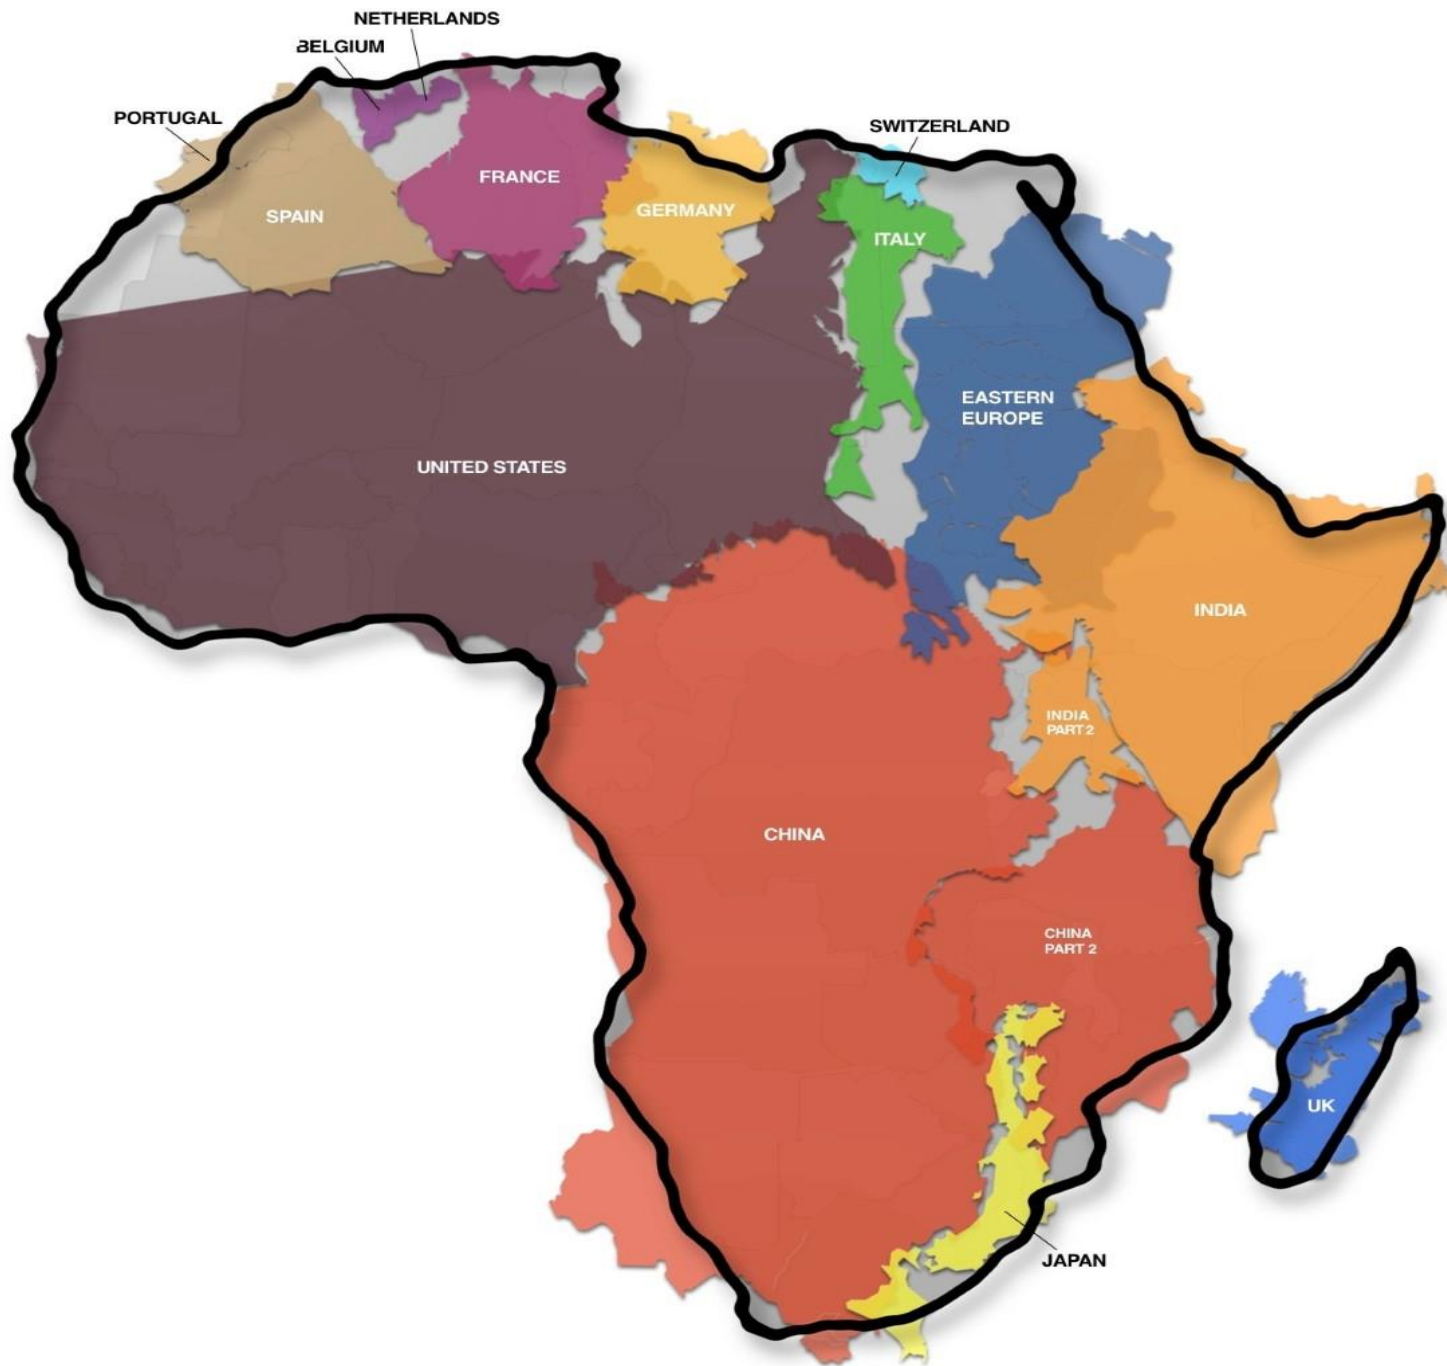 NETHERLANDS
BELGIUM
PORTUGAL
SWITZERLAND
FRANCE
SPAIN
GERMANY
ITALY
EASTERN
EUROPE
UNITED STATES
INDIA
INDIA
PART 2
CHINA
CHINA
PART 2
UK
JAPAN